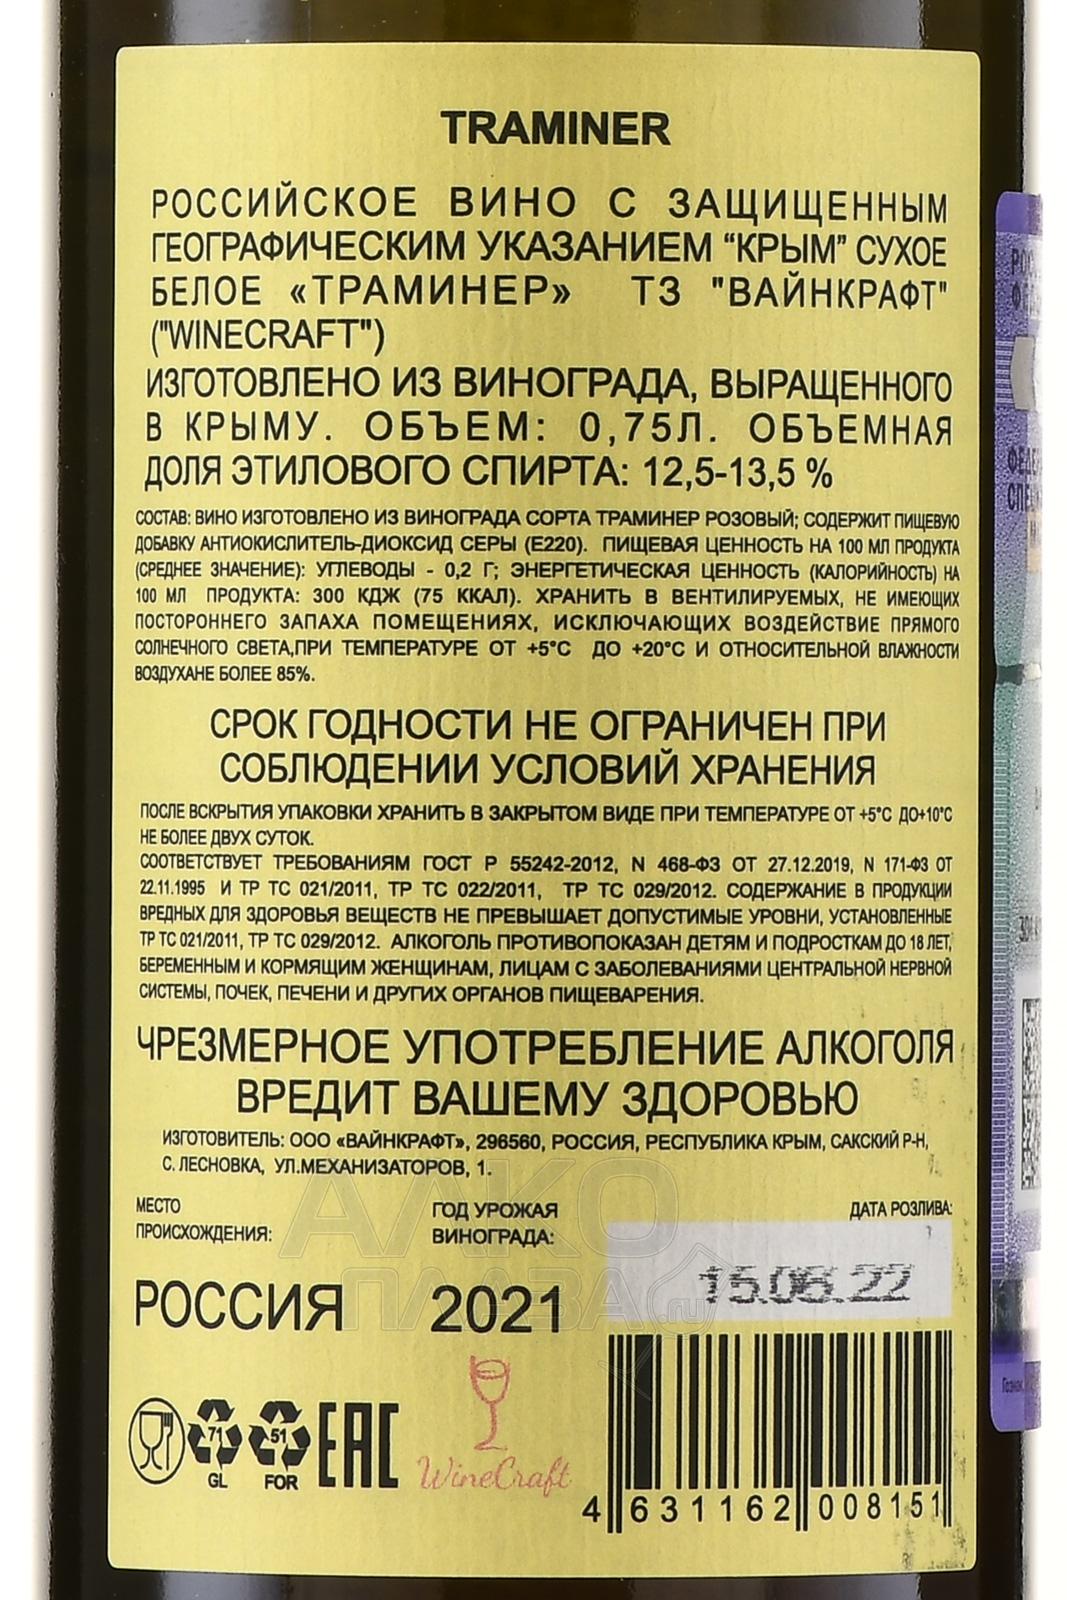 TRAMINER
РОССИЙСКОЕ ВИНО С ЗАЩИЩЕННЫМ
ГЕОГРАФИЧЕСКИМ УКАЗАНИЕМ “КРЫМ” СУХОЕ
БЕЛОЕ «ТРАМИНЕР» ТЗ "ВАЙНКРАФТ"
("WINECRAFT")
ИЗГОТОВЛЕНО ИЗ ВИНОГРАДА, ВЫРАЩЕННОГО
В КРЫМУ. ОБЪЕМ: 0,75Л. ОБЪЕМНАЯ
ДОЛЯ ЭТИЛОВОГО СПИРТА: 12,5-13,5 %
СОСТАВ: ВИНО ИЗГОТОВЛЕНО ИЗ ВИНОГРАДА СОРТА ТРАМИНЕР РОЗОВЫЙ; СОДЕРЖИТ ПИЩЕВУЮ
ДОБАВКУ АНТИОКИСЛИТЕЛЬ-ДИОКСИД СЕРЫ (Е220). ПИЩЕВАЯ ЦЕННОСТЬ НА 100 МЛ ПРОДУКТА
(СРЕДНЕЕ ЗНАЧЕНИЕ): УГЛЕВОДЫ - 0,2 Г; ЭНЕРГЕТИЧЕСКАЯ ЦЕННОСТЬ (КАЛОРИЙНОСТЬ) НА
100 МЛ ПРОДУКТА: 300 КДЖ (75 ККАЛ). ХРАНИТЬ В ВЕНТИЛИРУЕМЫХ, НЕ ИМЕЮЩИХ
ПОСТОРОННЕГО ЗАПАХА ПОМЕЩЕНИЯХ, ИСКЛЮЧАЮЩИХ ВОЗДЕЙСТВИЕ ПРЯМОГО
СОЛНЕЧНОГО СВЕТА,ПРИ ТЕМПЕРАТУРЕ ОТ +5°С ДО +20°С И ОТНОСИТЕЛЬНОЙ ВЛАЖНОСТИ
ВОЗДУХАНЕ БОЛЕЕ 85%.
СРОК ГОДНОСТИ НЕ ОГРАНИЧЕН ПРИ
СОБЛЮДЕНИИ УСЛОВИЙ ХРАНЕНИЯ
ПОСЛЕ ВСКРЫТИЯ УПАКОВКИ ХРАНИТЬ В ЗАКРЫТОМ ВИДЕ ПРИ ТЕМПЕРАТУРЕ ОТ +5°С ДО+10°С
НЕ БОЛЕЕ ДВУХ СУТОК.
СООТВЕТСТВУЕТ ТРЕБОВАНИЯМ ГОСТ Р 55242-2012, N 468-ФЗ ОТ 27.12.2019, N 171-ФЗ ОТ
22.11.1995 И ТР ТС 021/2011, ТР ТС 022/2011, ТР ТС 029/2012. СОДЕРЖАНИЕ В ПРОДУКЦИИ
ВРЕДНЫХ ДЛЯ ЗДОРОВЬЯ ВЕЩЕСТВ НЕ ПРЕВЫШАЕТ ДОПУСТИМЫЕ УРОВНИ, УСТАНОВЛЕННЫЕ
ТР ТС 021/2011, ТР ТС 029/2012. АЛКОГОЛЬ ПРОТИВОПОКАЗАН ДЕТЯМ И ПОДРОСТКАМ ДО 18 ЛЕТ,
БЕРЕМЕННЫМ И КОРМЯЩИМ ЖЕНЩИНАМ, ЛИЦАМ С ЗАБОЛЕВАНИЯМИ ЦЕНТРАЛЬНОЙ НЕРВНОЙ
СИСТЕМЫ, ПОЧЕК, ПЕЧЕНИ И ДРУГИХ ОРГАНОВ ПИЩЕВАРЕНИЯ.
ЧРЕЗМЕРНОЕ УПОТРЕБЛЕНИЕ АЛКОГОЛЯ
ВРЕДИТ ВАШЕМУ ЗДОРОВЬЮ
ИЗГОТОВИТЕЛЬ: ООО «ВАЙНКРАФТ», 296560, РОССИЯ, РЕСПУБЛИКА КРЫМ, САКСКИЙ Р-Н,
С. ЛЕСНОВКА, УЛ.МЕХАНИЗАТОРОВ, 1.
МЕСТО
ПРОИСХОЖДЕНИЯ:
РОССИЯ
ГОД УРОЖАЯ
ВИНОГРАДА:
2021
ДАТА РОЗЛИВА:
15.06.22
71
GL
51
FOR
EAC
WineCraft
4 631162 008151
АЛКО
ПЛАЗА.ru